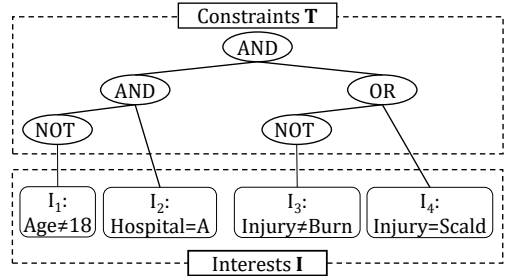 Constraints T
AND
AND
OR
NOT
NOT
I₁:
Age≠18
I₂:
Hospital=A
I₃:
Injury≠Burn
I₄:
Injury=Scald
Interests I